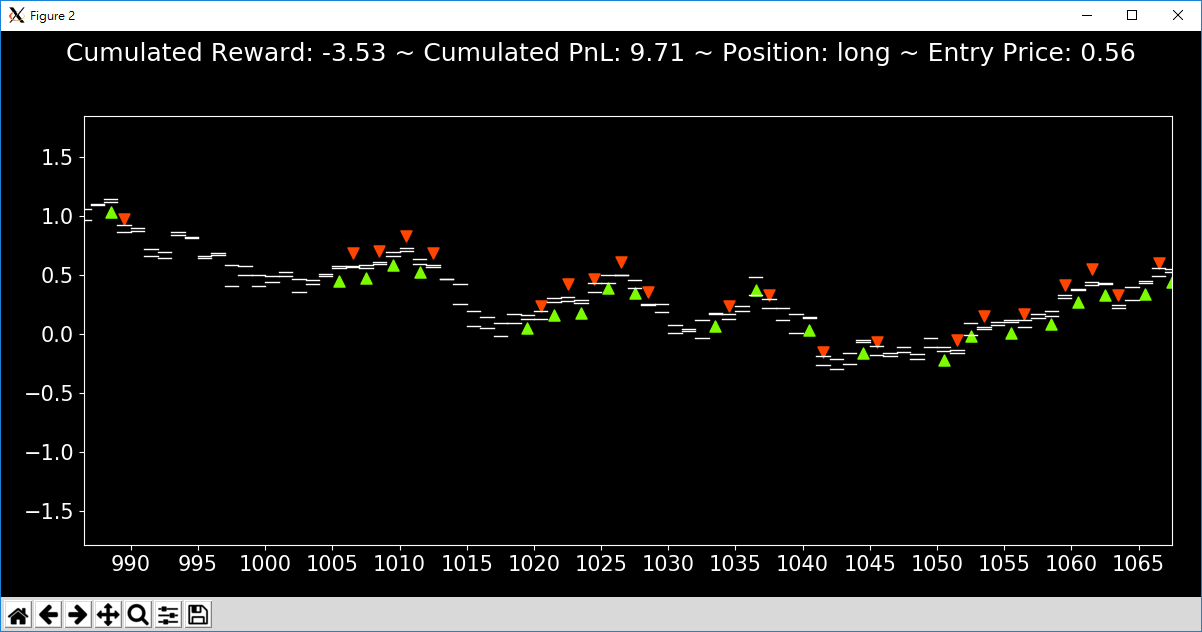 Figure 2
Cumulated Reward: -3.53 ~ Cumulated PnL: 9.71 ~ Position: long ~ Entry Price: 0.56
1.5
1.0
0.5
0.0
−0.5
−1.0
−1.5
990 995 1000 1005 1010 1015 1020 1025 1030 1035 1040 1045 1050 1055 1060 1065